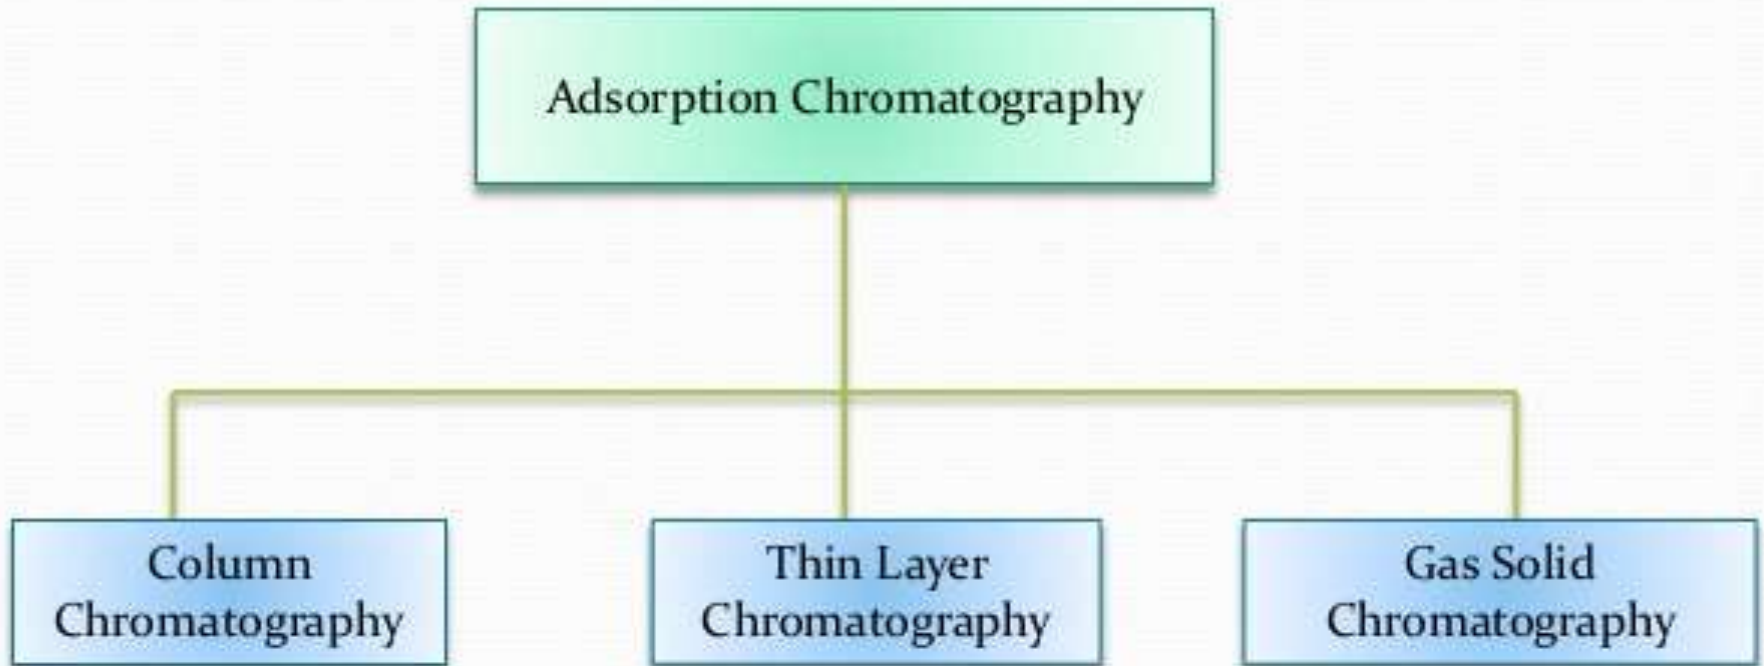 Adsorption Chromatography
Column
Chromatography
Thin Layer
Chromatography
Gas Solid
Chromatography